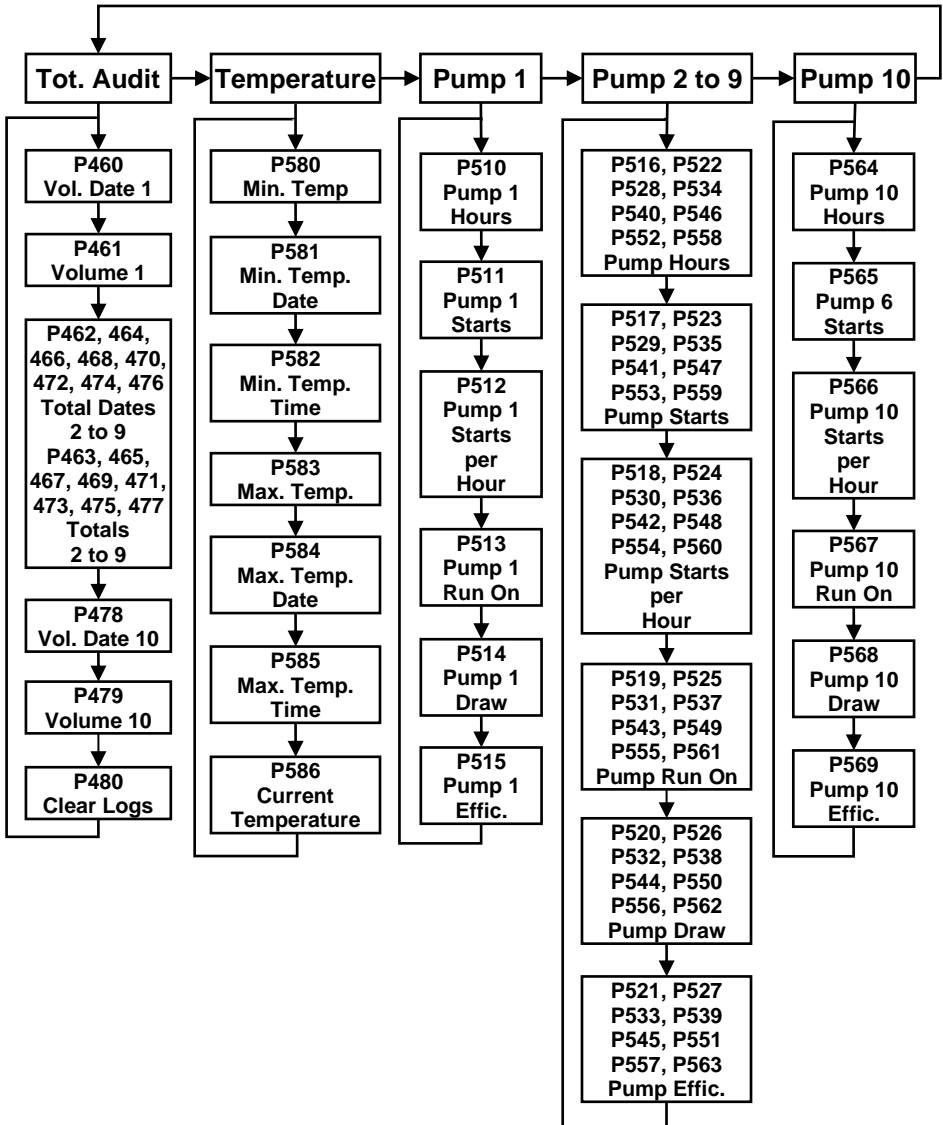 Tot. Audit
Temperature
Pump 1
Pump 2 to 9
Pump 10
P460
Vol. Date 1
P461
Volume 1
P462, 464,
466, 468, 470,
472, 474, 476
Total Dates
2 to 9
P463, 465,
467, 469, 471,
473, 475, 477
Totals
2 to 9
P478
Vol. Date 10
P479
Volume 10
P480
Clear Logs
P580
Min. Temp
P581
Min. Temp.
Date
P582
Min. Temp.
Time
P583
Max. Temp.
P584
Max. Temp.
Date
P585
Max. Temp.
Time
P586
Current
Temperature
P510
Pump 1
Hours
P511
Pump 1
Starts
P512
Pump 1
Starts
per
Hour
P513
Pump 1
Run On
P514
Pump 1
Draw
P515
Pump 1
Effic.
P516, P522
P528, P534
P540, P546
P552, P558
Pump Hours
P517, P523
P529, P535
P541, P547
P553, P559
Pump Starts
P518, P524
P530, P536
P542, P548
P554, P560
Pump Starts
per
Hour
P519, P525
P531, P537
P543, P549
P555, P561
Pump Run On
P520, P526
P532, P538
P544, P550
P556, P562
Pump Draw
P521, P527
P533, P539
P545, P551
P557, P563
Pump Effic.
P564
Pump 10
Hours
P565
Pump 6
Starts
P566
Pump 10
Starts
per
Hour
P567
Pump 10
Run On
P568
Pump 10
Draw
P569
Pump 10
Effic.